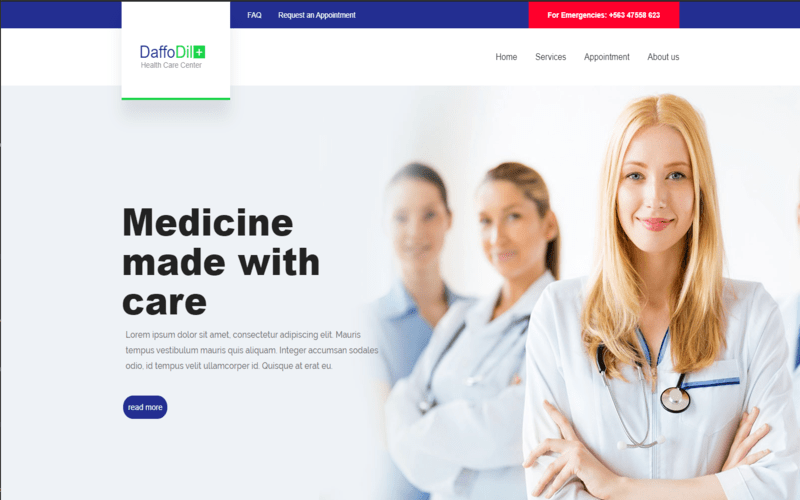 FAQ Request an Appointment For Emergencies: +563 47558 623
DaffoDil+
Health Care Center
Home Services Appointment About us
Medicine
made with
care
Lorem ipsum dolor sit amet, consectetur adipiscing elit. Mauris
tempus vestibulum mauris quis aliquam. Integer accumsan sodales
odio, id tempus velit ullamcorper id. Quisque at erat eu.
read more